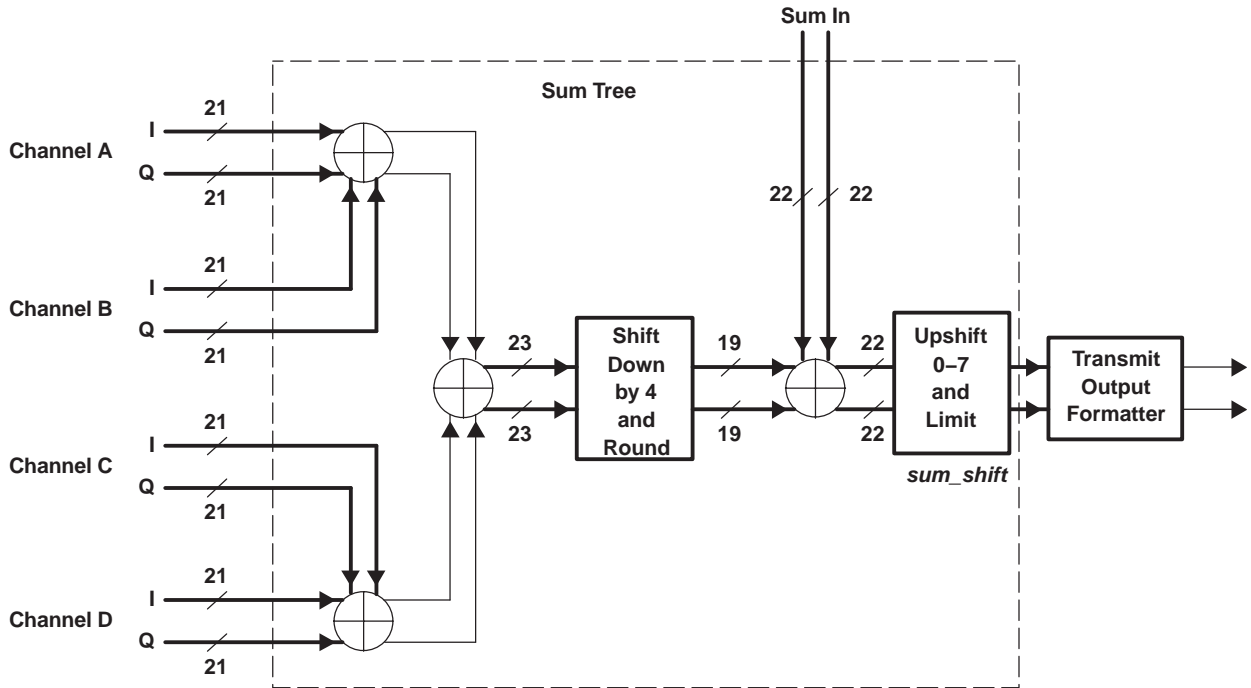 Sum In
Sum Tree
21
I
Channel A
Q
21
22
22
21
I
Channel B
Q
21
23
Shift
Down
by 4
and
Round
19
22
Upshift
0–7
and
Limit
Transmit
Output
Formatter
23
19
22
sum_shift
21
I
Channel C
Q
21
21
I
Channel D
Q
21